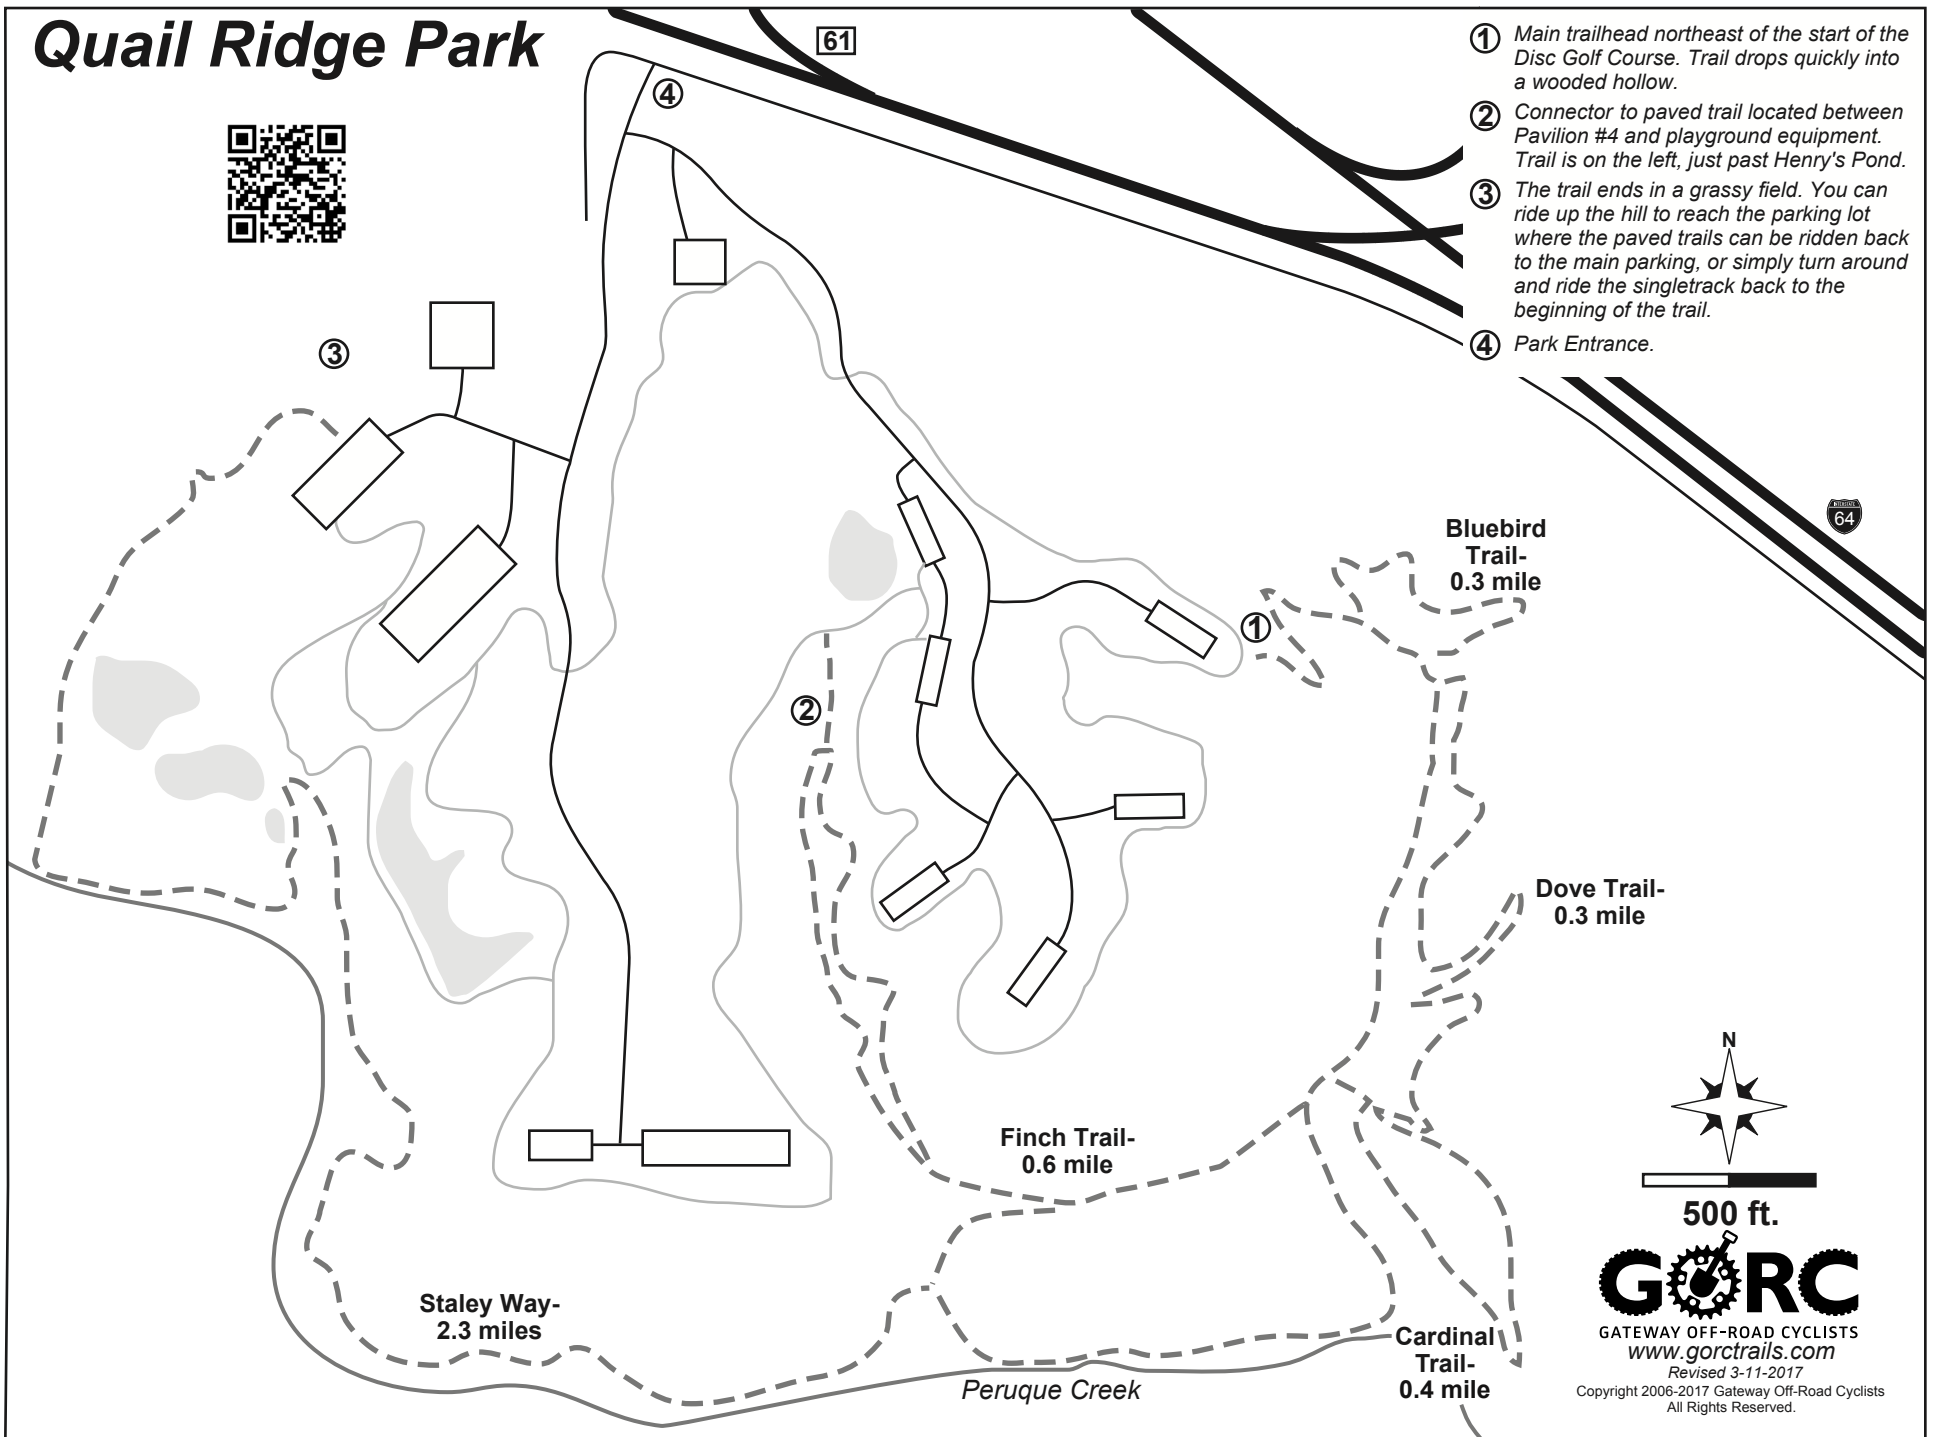 Quail Ridge Park
61
④
① Main trailhead northeast of the start of the
Disc Golf Course. Trail drops quickly into
a wooded hollow.
② Connector to paved trail located between
Pavilion #4 and playground equipment.
Trail is on the left, just past Henry's Pond.
③ The trail ends in a grassy field. You can
ride up the hill to reach the parking lot
where the paved trails can be ridden back
to the main parking, or simply turn around
and ride the singletrack back to the
beginning of the trail.
④ Park Entrance.
③
INTERSTATE
64
Bluebird
Trail-
0.3 mile
①
②
Dove Trail-
0.3 mile
N
Finch Trail-
0.6 mile
500 ft.
Staley Way-
2.3 miles
Cardinal
Trail-
0.4 mile
Peruque Creek
GORC
GATEWAY OFF-ROAD CYCLISTS
www.gorctrails.com
Revised 3-11-2017
Copyright 2006-2017 Gateway Off-Road Cyclists
All Rights Reserved.